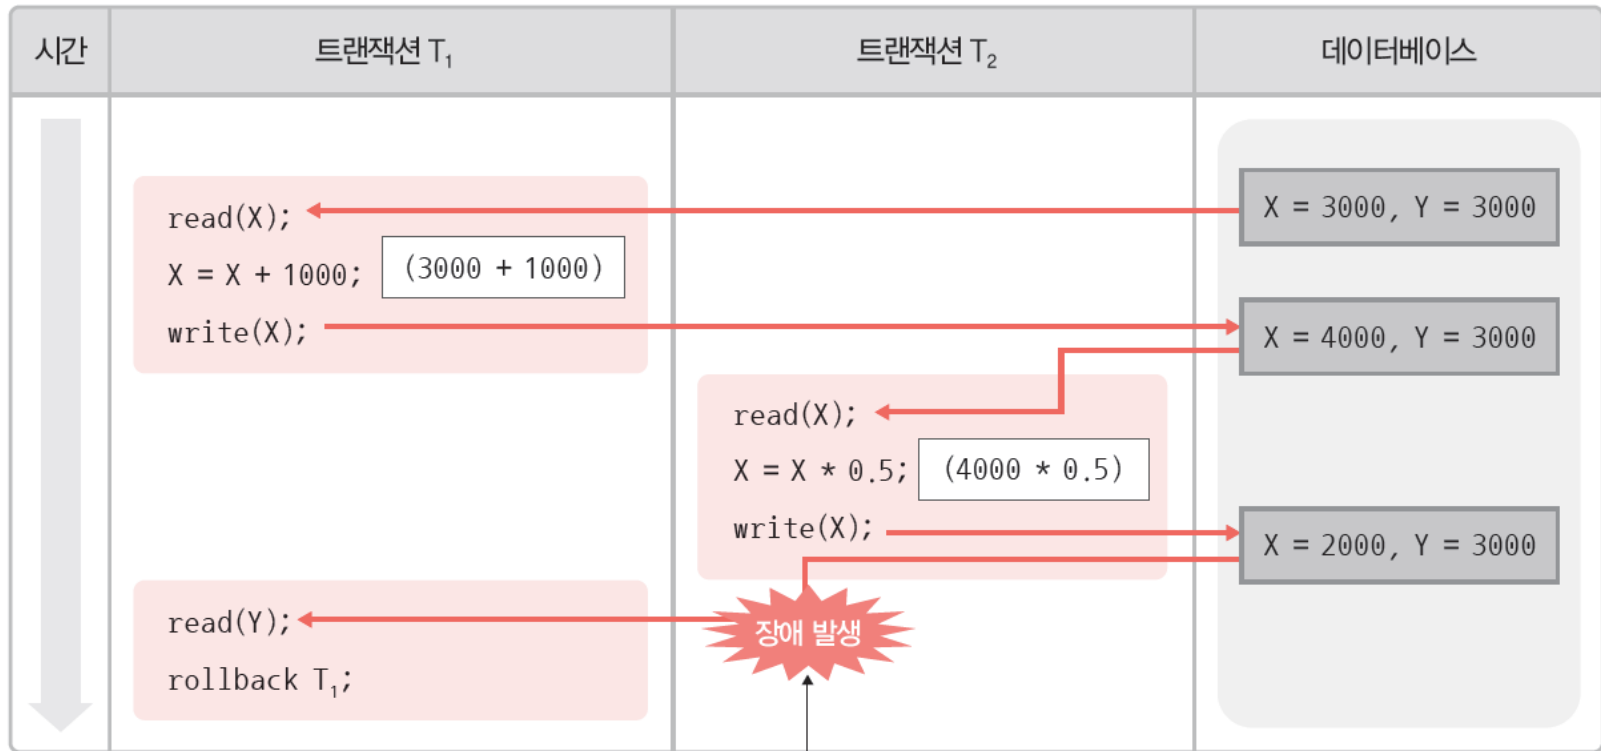 시간 트랜잭션 T₁ 트랜잭션 T₂ 데이터베이스
read(X);
X = 3000, Y = 3000
X = X + 1000; (3000 + 1000)
write(X);
X = 4000, Y = 3000
read(X);
X = X * 0.5; (4000 * 0.5)
write(X);
X = 2000, Y = 3000
read(Y);
장애 발생
rollback T₁;